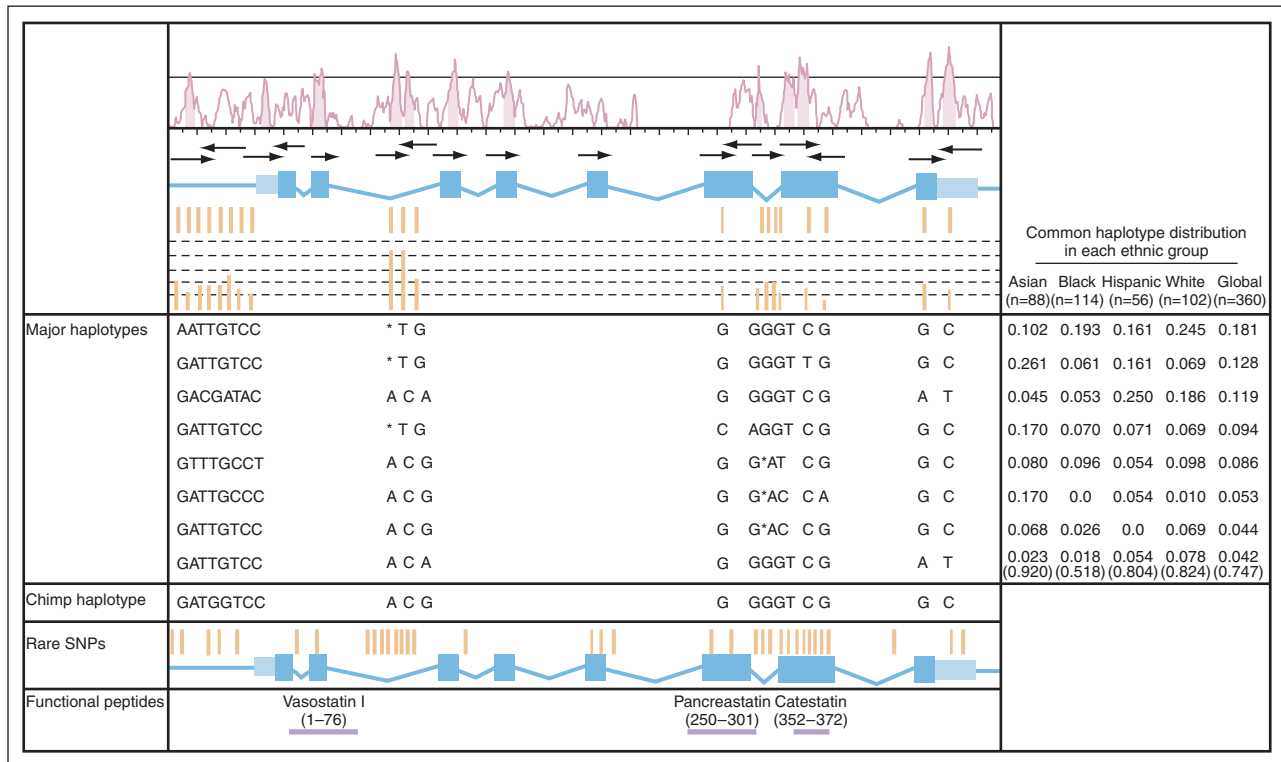 Common haplotype distribution
in each ethnic group
Asian Black Hispanic White Global
(n=88)(n=114) (n=56) (n=102) (n=360)
Major haplotypes AATTGTCC * T G G GGGT C G G C 0.102 0.193 0.161 0.245 0.181
GATTGTCC * T G G GGGT T G G C 0.261 0.061 0.161 0.069 0.128
GACGATAC A C A G GGGT C G A T 0.045 0.053 0.250 0.186 0.119
GATTGTCC * T G C AGGT C G G C 0.170 0.070 0.071 0.069 0.094
GTTTGCCT A C G G G*AT C G G C 0.080 0.096 0.054 0.098 0.086
GATTGCCC A C G G G*AC C A G C 0.170 0.0 0.054 0.010 0.053
GATTGTCC A C G G G*AC C G G C 0.068 0.026 0.0 0.069 0.044
GATTGTCC A C A G GGGT C G A T 0.023 0.018 0.054 0.078 0.042
(0.920) (0.518) (0.804) (0.824) (0.747)
Chimp haplotype GATGGTCC A C G G GGGT C G G C
Rare SNPs
Functional peptides Vasostatin I Pancreastatin Catestatin
(1–76) (250–301) (352–372)